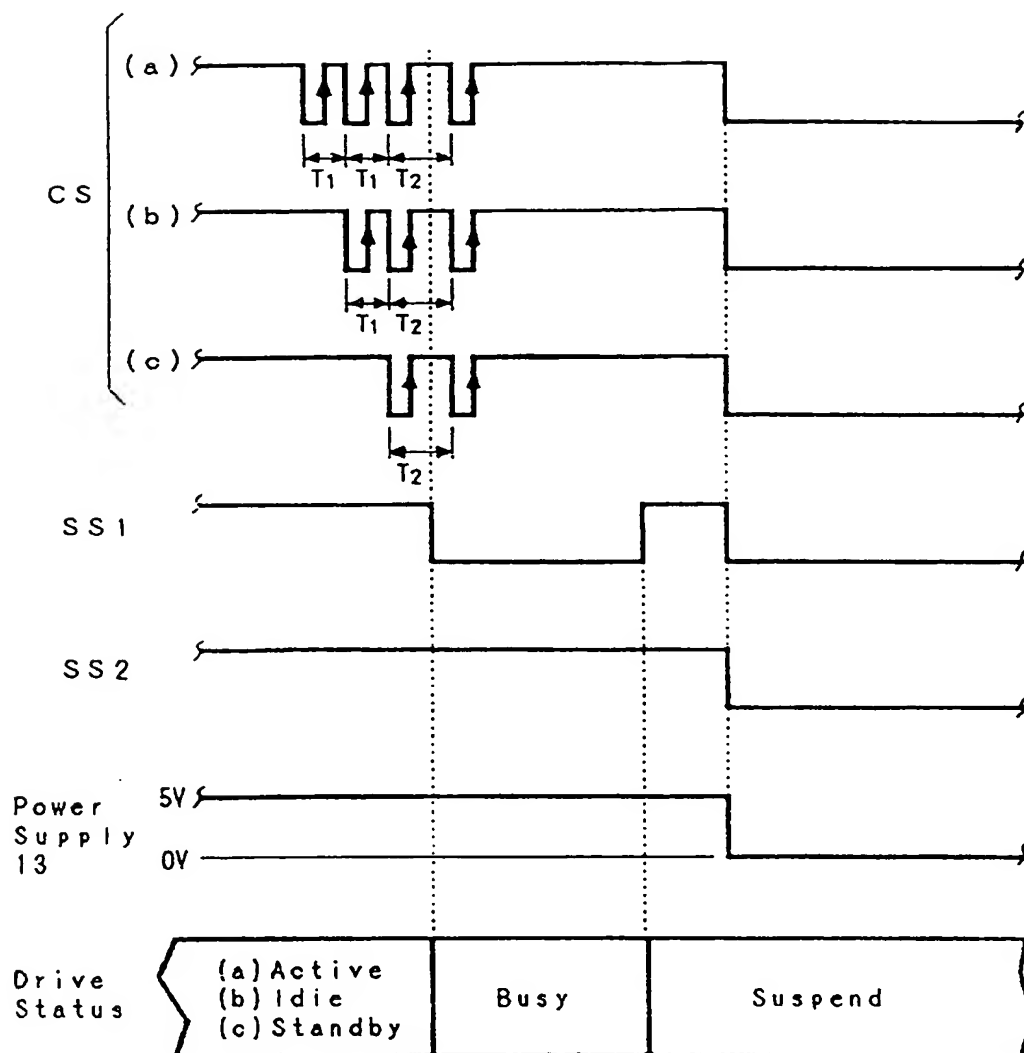 CS
(a)
T1 T1 T2
(b)
T1 T2
(c)
T2
SS1
SS2
Power
Supply
13
5V
0V
Drive
Status
(a) Active
(b) Idie
(c) Standby
Busy
Suspend